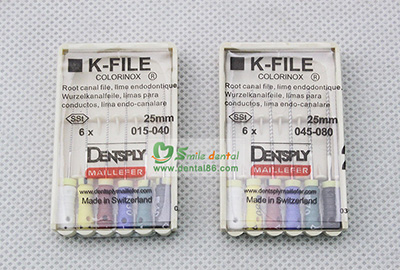 K-FILE
COLORINOX ®
Root canal file, lime endodontique,
Wurzelkanalfeile, limas para
conductos, lima endo-canalare
SSt
25mm
6 x 015-040
DENTSPLY
MAILLEFER
www.dentsplymaillefer.com
Made in Switzerland
K-FILE
COLORINOX ®
Root canal file, lime endodontique,
Wurzelkanalfeile, limas para
conductos, lima endo-canalare
SSt
25mm
6 x 045-080
DENTSPLY
MAILLEFER
www.dentsplymaillefer.com
Made in Switzerland
Smile dental
www.dental86.com